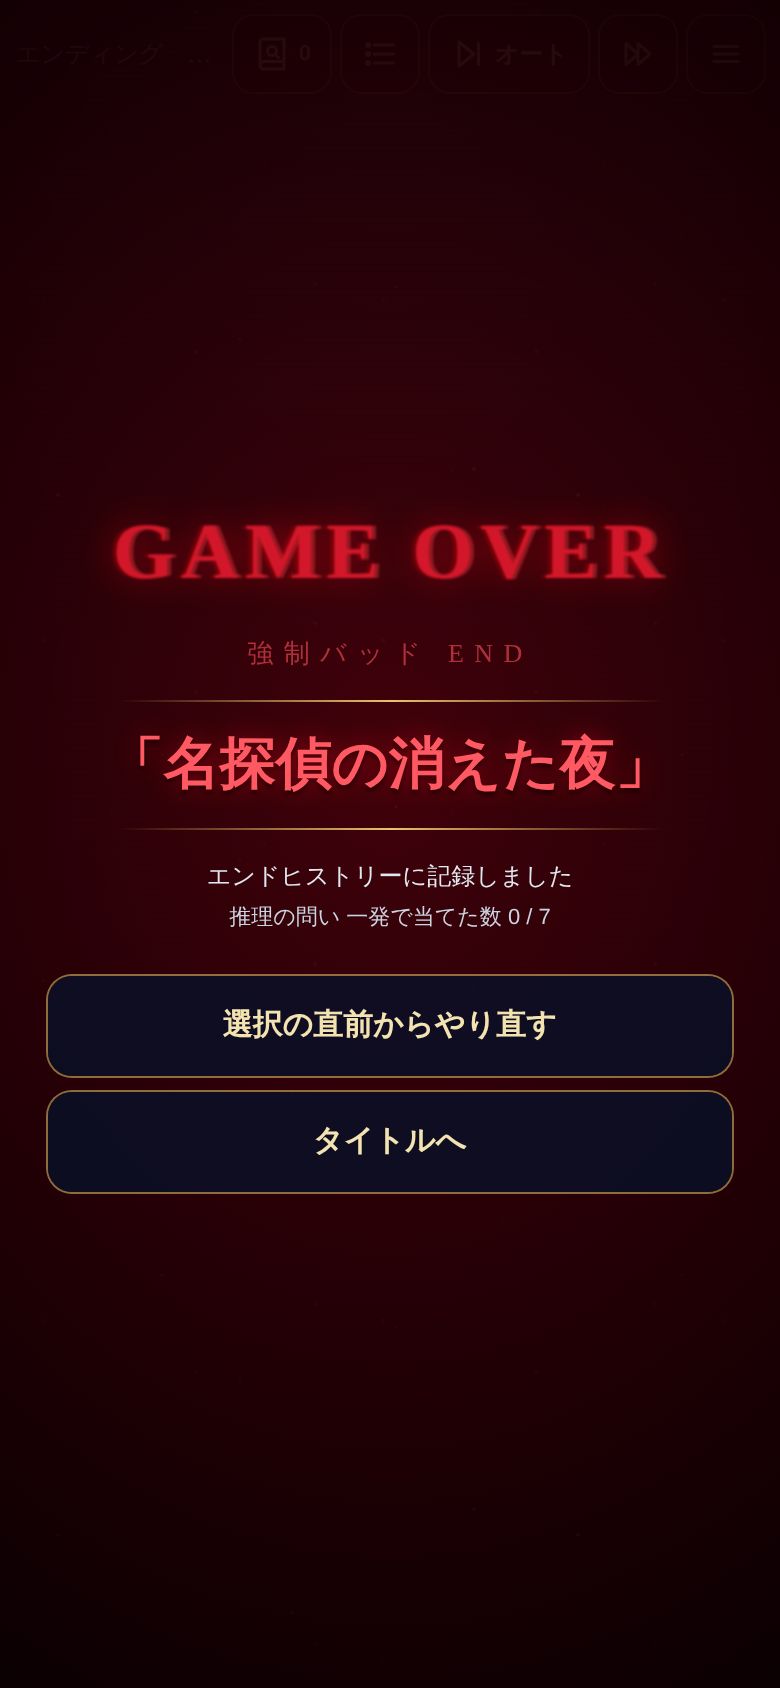 エンディング …
0
オート
GAME OVER
強制バッド END
「名探偵の消えた夜」
エンドヒストリーに記録しました
推理の問い 一発で当てた数 0 / 7
選択の直前からやり直す
タイトルへ